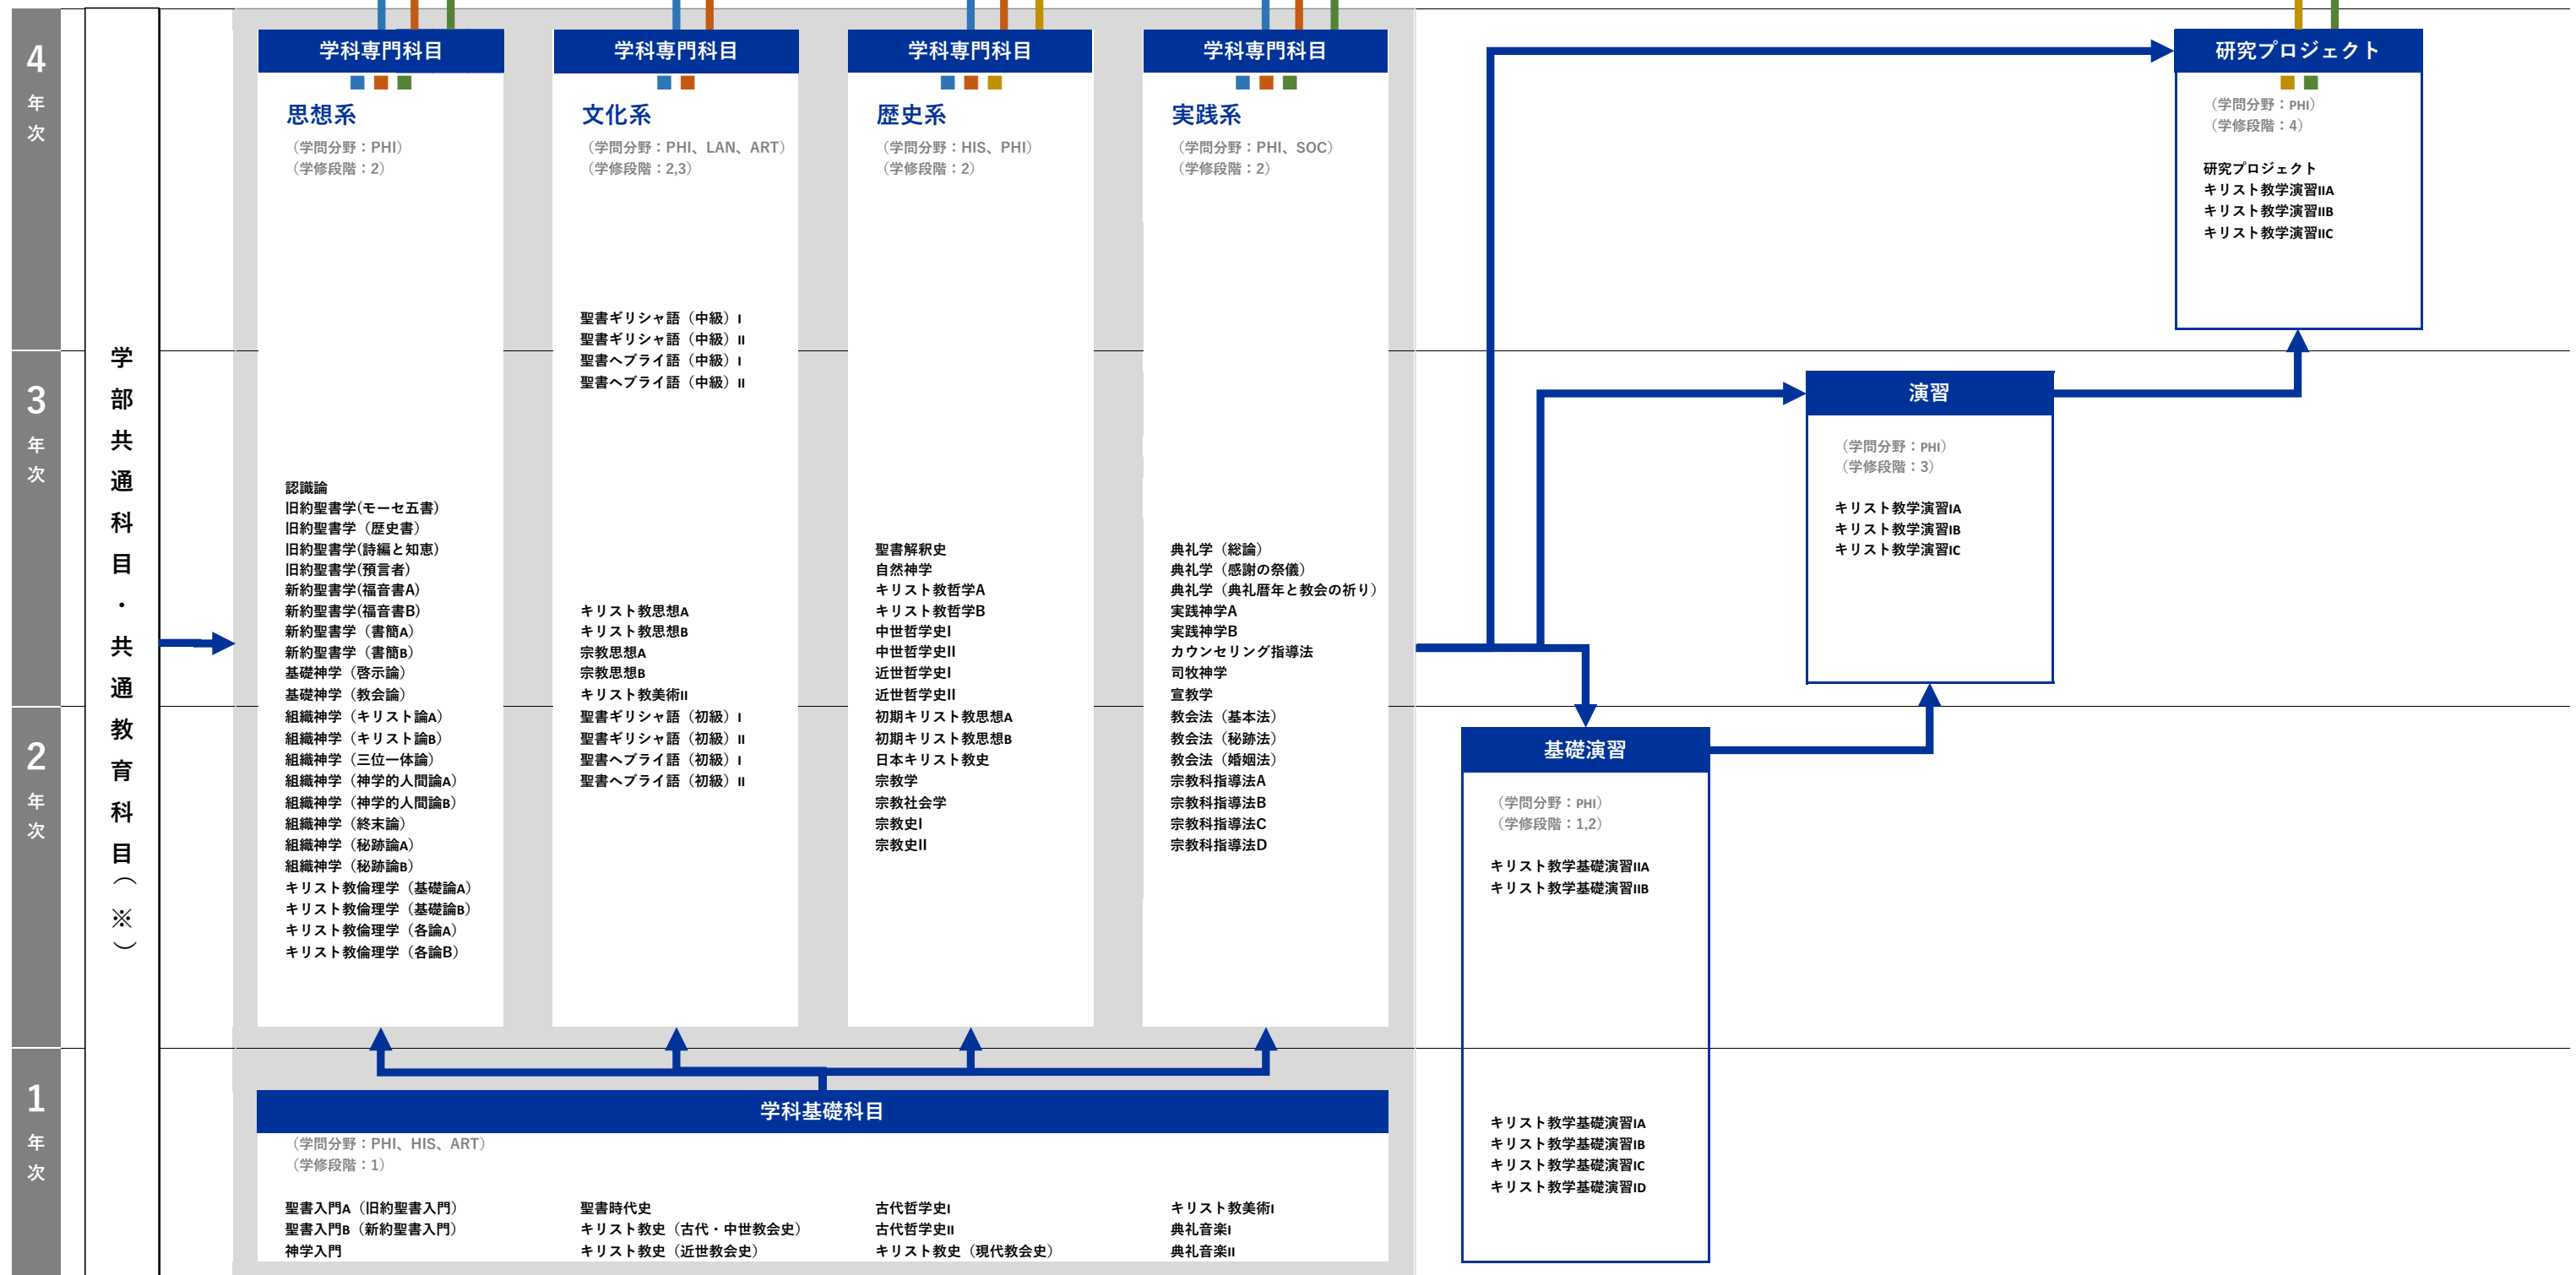 4
年
次
3
年
次
2
年
次
1
年
次
学部共通科目・共通教育科目（※）
学科専門科目
思想系
（学問分野：PHI）
（学修段階：2）
認識論
旧約聖書学(モーセ五書)
旧約聖書学（歴史書）
旧約聖書学(詩編と知恵)
旧約聖書学(預言者)
新約聖書学(福音書A)
新約聖書学(福音書B)
新約聖書学（書簡A）
新約聖書学（書簡B）
基礎神学（啓示論）
基礎神学（教会論）
組織神学（キリスト論A）
組織神学（キリスト論B）
組織神学（三位一体論）
組織神学（神学的人間論A）
組織神学（神学的人間論B）
組織神学（終末論）
組織神学（秘跡論A）
組織神学（秘跡論B）
キリスト教倫理学（基礎論A）
キリスト教倫理学（基礎論B）
キリスト教倫理学（各論A）
キリスト教倫理学（各論B）
学科専門科目
文化系
（学問分野：PHI、LAN、ART）
（学修段階：2,3）
聖書ギリシャ語（中級）I
聖書ギリシャ語（中級）II
聖書ヘブライ語（中級）I
聖書ヘブライ語（中級）II
キリスト教思想A
キリスト教思想B
宗教思想A
宗教思想B
キリスト教美術II
聖書ギリシャ語（初級）I
聖書ギリシャ語（初級）II
聖書ヘブライ語（初級）I
聖書ヘブライ語（初級）II
学科専門科目
歴史系
（学問分野：HIS、PHI）
（学修段階：2）
聖書解釈史
自然神学
キリスト教哲学A
キリスト教哲学B
中世哲学史I
中世哲学史II
近世哲学史I
近世哲学史II
初期キリスト教思想A
初期キリスト教思想B
日本キリスト教史
宗教学
宗教社会学
宗教史I
宗教史II
学科専門科目
実践系
（学問分野：PHI、SOC）
（学修段階：2）
典礼学（総論）
典礼学（感謝の祭儀）
典礼学（典礼暦年と教会の祈り）
実践神学A
実践神学B
カウンセリング指導法
司牧神学
宣教学
教会法（基本法）
教会法（秘跡法）
教会法（婚姻法）
宗教科指導法A
宗教科指導法B
宗教科指導法C
宗教科指導法D
研究プロジェクト
（学問分野：PHI）
（学修段階：4）
研究プロジェクト
キリスト教学演習IIA
キリスト教学演習IIB
キリスト教学演習IIC
演習
（学問分野：PHI）
（学修段階：3）
キリスト教学演習IA
キリスト教学演習IB
キリスト教学演習IC
基礎演習
（学問分野：PHI）
（学修段階：1,2）
キリスト教学基礎演習IIA
キリスト教学基礎演習IIB
キリスト教学基礎演習IA
キリスト教学基礎演習IB
キリスト教学基礎演習IC
キリスト教学基礎演習ID
学科基礎科目
（学問分野：PHI、HIS、ART）
（学修段階：1）
聖書入門A（旧約聖書入門）
聖書入門B（新約聖書入門）
神学入門
聖書時代史
キリスト教史（古代・中世教会史）
キリスト教史（近世教会史）
古代哲学史I
古代哲学史II
キリスト教史（現代教会史）
キリスト教美術I
典礼音楽I
典礼音楽II